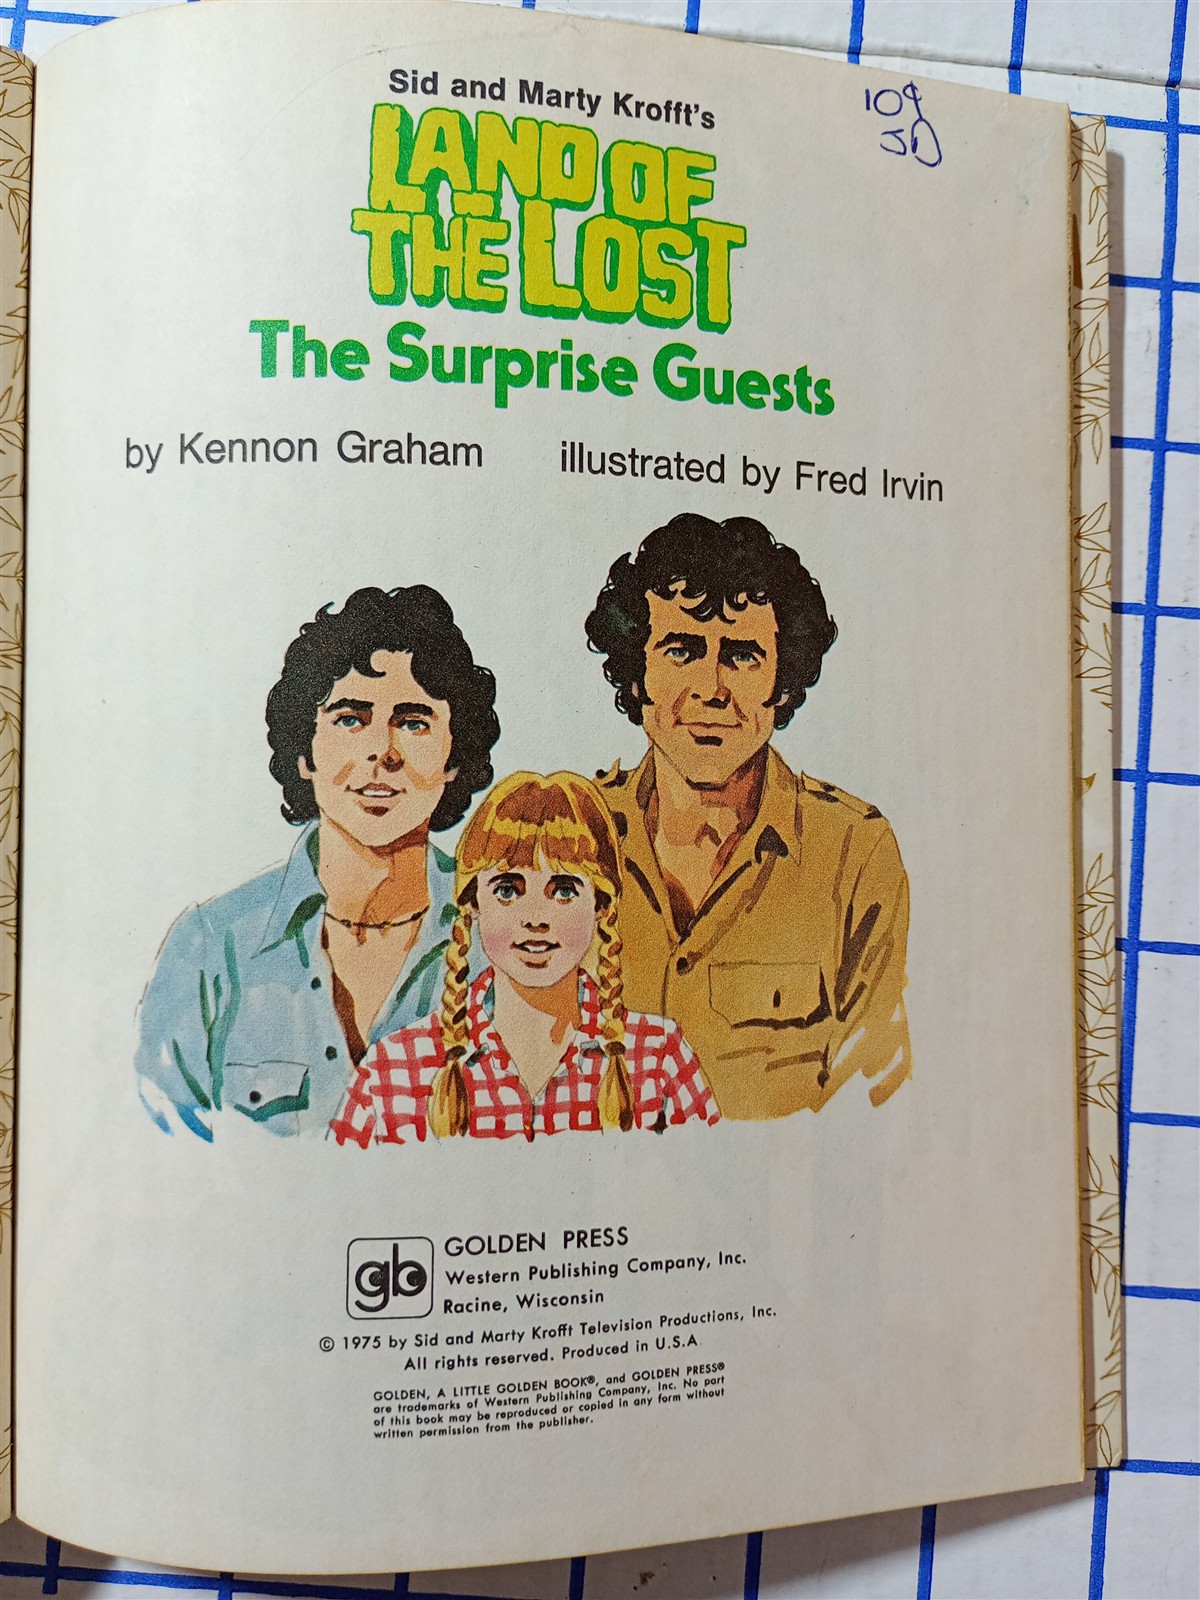 Sid and Marty Krofft's
10¢
JD
LAND OF
THE LOST
The Surprise Guests
by Kennon Graham illustrated by Fred Irvin
gb
GOLDEN PRESS
Western Publishing Company, Inc.
Racine, Wisconsin
© 1975 by Sid and Marty Krofft Television Productions, Inc.
All rights reserved. Produced in U.S.A.
GOLDEN, A LITTLE GOLDEN BOOK®, and GOLDEN PRESS®
are trademarks of Western Publishing Company, Inc. No part
of this book may be reproduced or copied in any form without
written permission from the publisher.